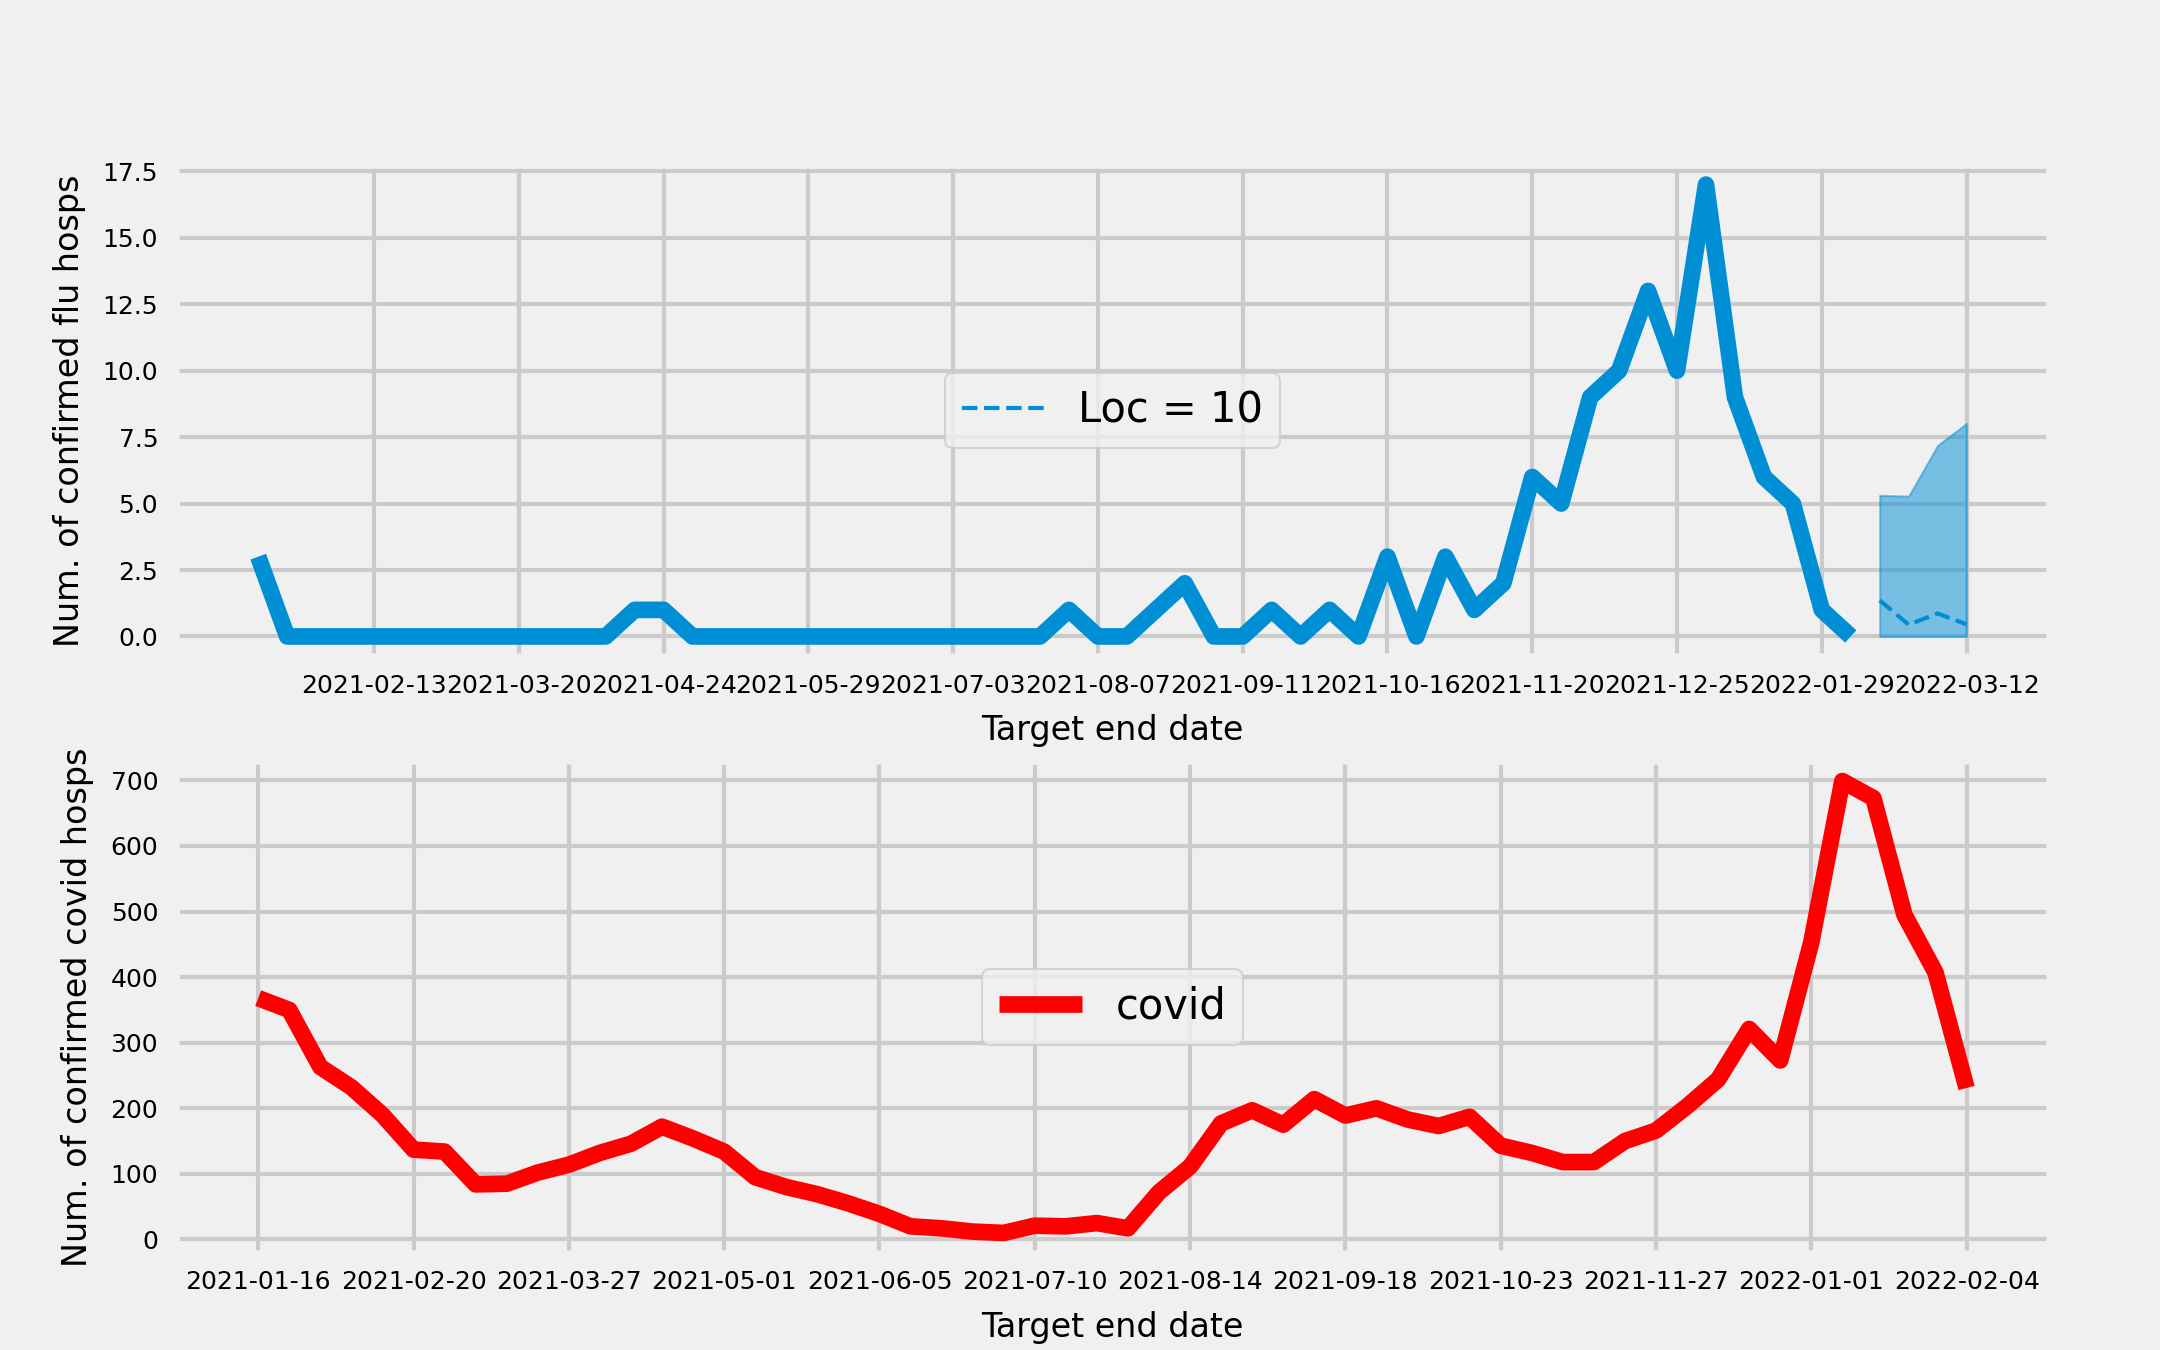 Num. of confirmed flu hosps
17.5
15.0
12.5
10.0
7.5
5.0
2.5
0.0
Loc = 10
2021-02-13 2021-03-20 2021-04-24 2021-05-29 2021-07-03 2021-08-07 2021-09-11 2021-10-16 2021-11-20 2021-12-25 2022-01-29 2022-03-12
Target end date
Num. of confirmed covid hosps
700
600
500
400
300
200
100
0
covid
2021-01-16 2021-02-20 2021-03-27 2021-05-01 2021-06-05 2021-07-10 2021-08-14 2021-09-18 2021-10-23 2021-11-27 2022-01-01 2022-02-04
Target end date